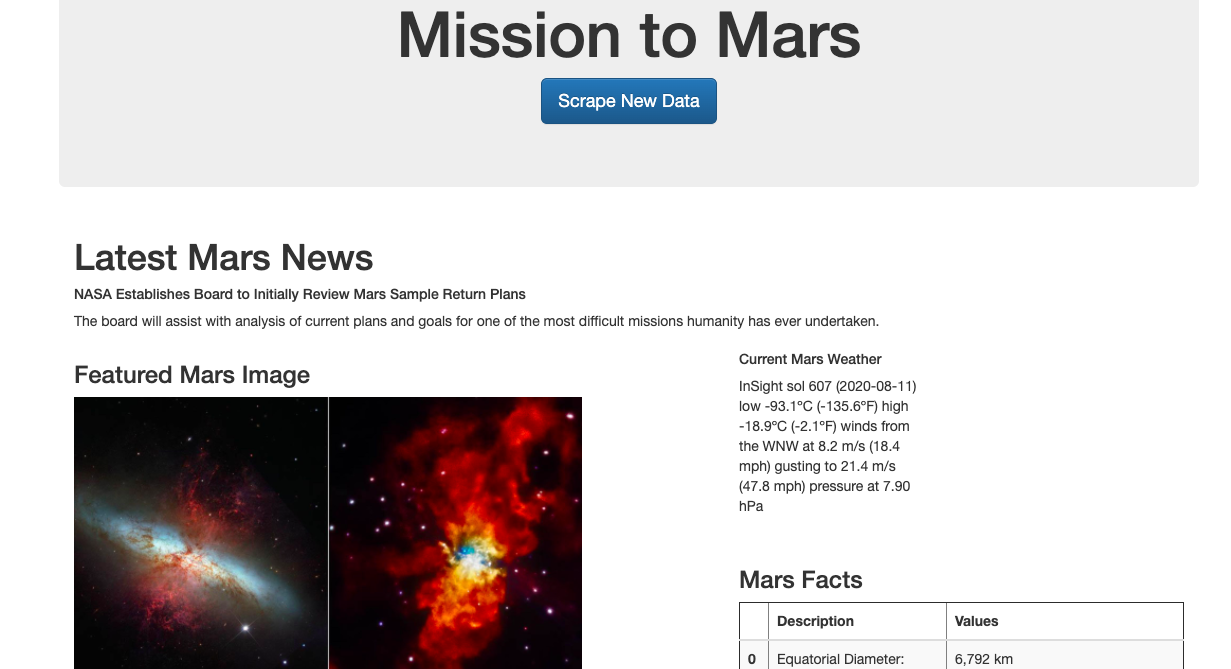 Mission to Mars
Scrape New Data
Latest Mars News
NASA Establishes Board to Initially Review Mars Sample Return Plans
The board will assist with analysis of current plans and goals for one of the most difficult missions humanity has ever undertaken.
Featured Mars Image
Current Mars Weather
InSight sol 607 (2020-08-11)
low -93.1ºC (-135.6ºF) high
-18.9ºC (-2.1ºF) winds from
the WNW at 8.2 m/s (18.4
mph) gusting to 21.4 m/s
(47.8 mph) pressure at 7.90
hPa
Mars Facts
Description Values
0 Equatorial Diameter: 6,792 km